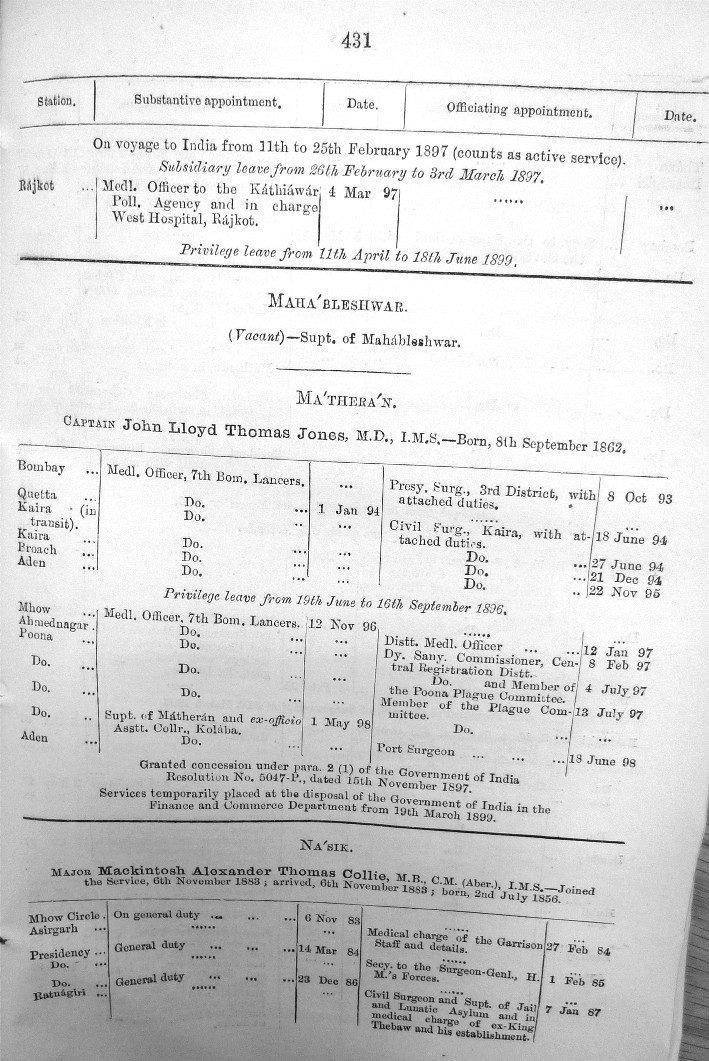 431
Station. Substantive appointment. Date. Officiating appointment. Date.
On voyage to India from 11th to 25th February 1897 (counts as active service).
Subsidiary leave from 26th February to 3rd March 1897.
Rájkot ... Medl. Officer to the Káthiáwár 4 Mar 97 ...... ...
Poll. Agency and in charge
West Hospital, Rájkot.
Privilege leave from 11th April to 18th June 1899.
MAHA'BLESHWAR.
(Vacant)—Supt. of Mahábleshwar.
MA'THERA'N.
CAPTAIN John Lloyd Thomas Jones, M.D., I.M.S.—Born, 8th September 1862.
Bombay ... Medl. Officer, 7th Bom. Lancers. ... Presy. Surg., 3rd District, with 8 Oct 93
attached duties.
Quetta ... Do. ... 1 Jan 94 ...... ...
Kaira (in Do. .. ... Civil Surg., Kaira, with at- 18 June 94
transit). tached duties.
Kaira ... Do. ... ... Do. ... 27 June 94
Broach ... Do. ... ... Do. ... 21 Dec 94
Aden ... Do. ... ... Do. .. 22 Nov 95
Privilege leave from 19th June to 16th September 1896.
Mhow ... Medl. Officer, 7th Bom. Lancers. 12 Nov 96 ...... ...
Ahmednagar . Do. ... ... Distt. Medl. Officer ... ... 12 Jan 97
Poona ... Do. ... ... Dy. Sany. Commissioner, Cen- 8 Feb 97
tral Registration Distt.
Do. ... Do. ... ... Do. and Member of 4 July 97
the Poona Plague Committee.
Do. ... Do. ... ... Member of the Plague Com- 13 July 97
mittee.
Do. .. Supt. of Mátherán and ex-officio 1 May 98 Do. ... ...
Asstt. Collr., Kolába.
Aden ... Do. ... ... Port Surgeon ... ... ... 18 June 98
Granted concession under para. 2 (1) of the Government of India
Resolution No. 5047-P., dated 15th November 1897.
Services temporarily placed at the disposal of the Government of India in the
Finance and Commerce Department from 19th March 1899.
NA'SIK.
MAJOR Mackintosh Alexander Thomas Collie, M.B., C.M. (Aber.), I.M.S.—Joined
the Service, 6th November 1883 ; arrived, 6th November 1883 ; born, 2nd July 1856.
Mhow Circle . On general duty ... ... ... 6 Nov 83 ...... ...
Asirgarh ... ...... ... Medical charge of the Garrison 27 Feb 84
Staff and details.
Presidency ... General duty ... ... ... 14 Mar 84 ...... ...
Do. ... ...... ... Secy. to the Surgeon-Genl., H. 1 Feb 85
M.'s Forces.
Do. ... General duty ... ... ... 23 Dec 86 ...... ...
Ratnágiri ... ...... ... Civil Surgeon and Supt. of Jail 7 Jan 87
and Lunatic Asylum and in
medical charge of ex-King
Thebaw and his establishment.